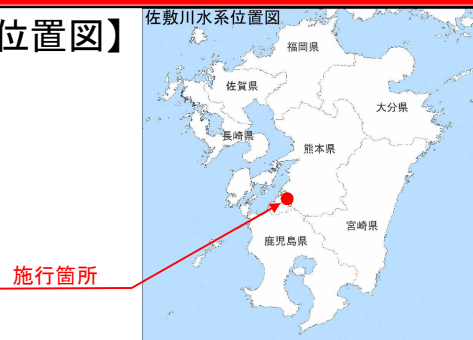 位置図】
佐敷川水系位置図
福岡県
佐賀県
大分県
長崎県
熊本県
宮崎県
鹿児島県
施行箇所